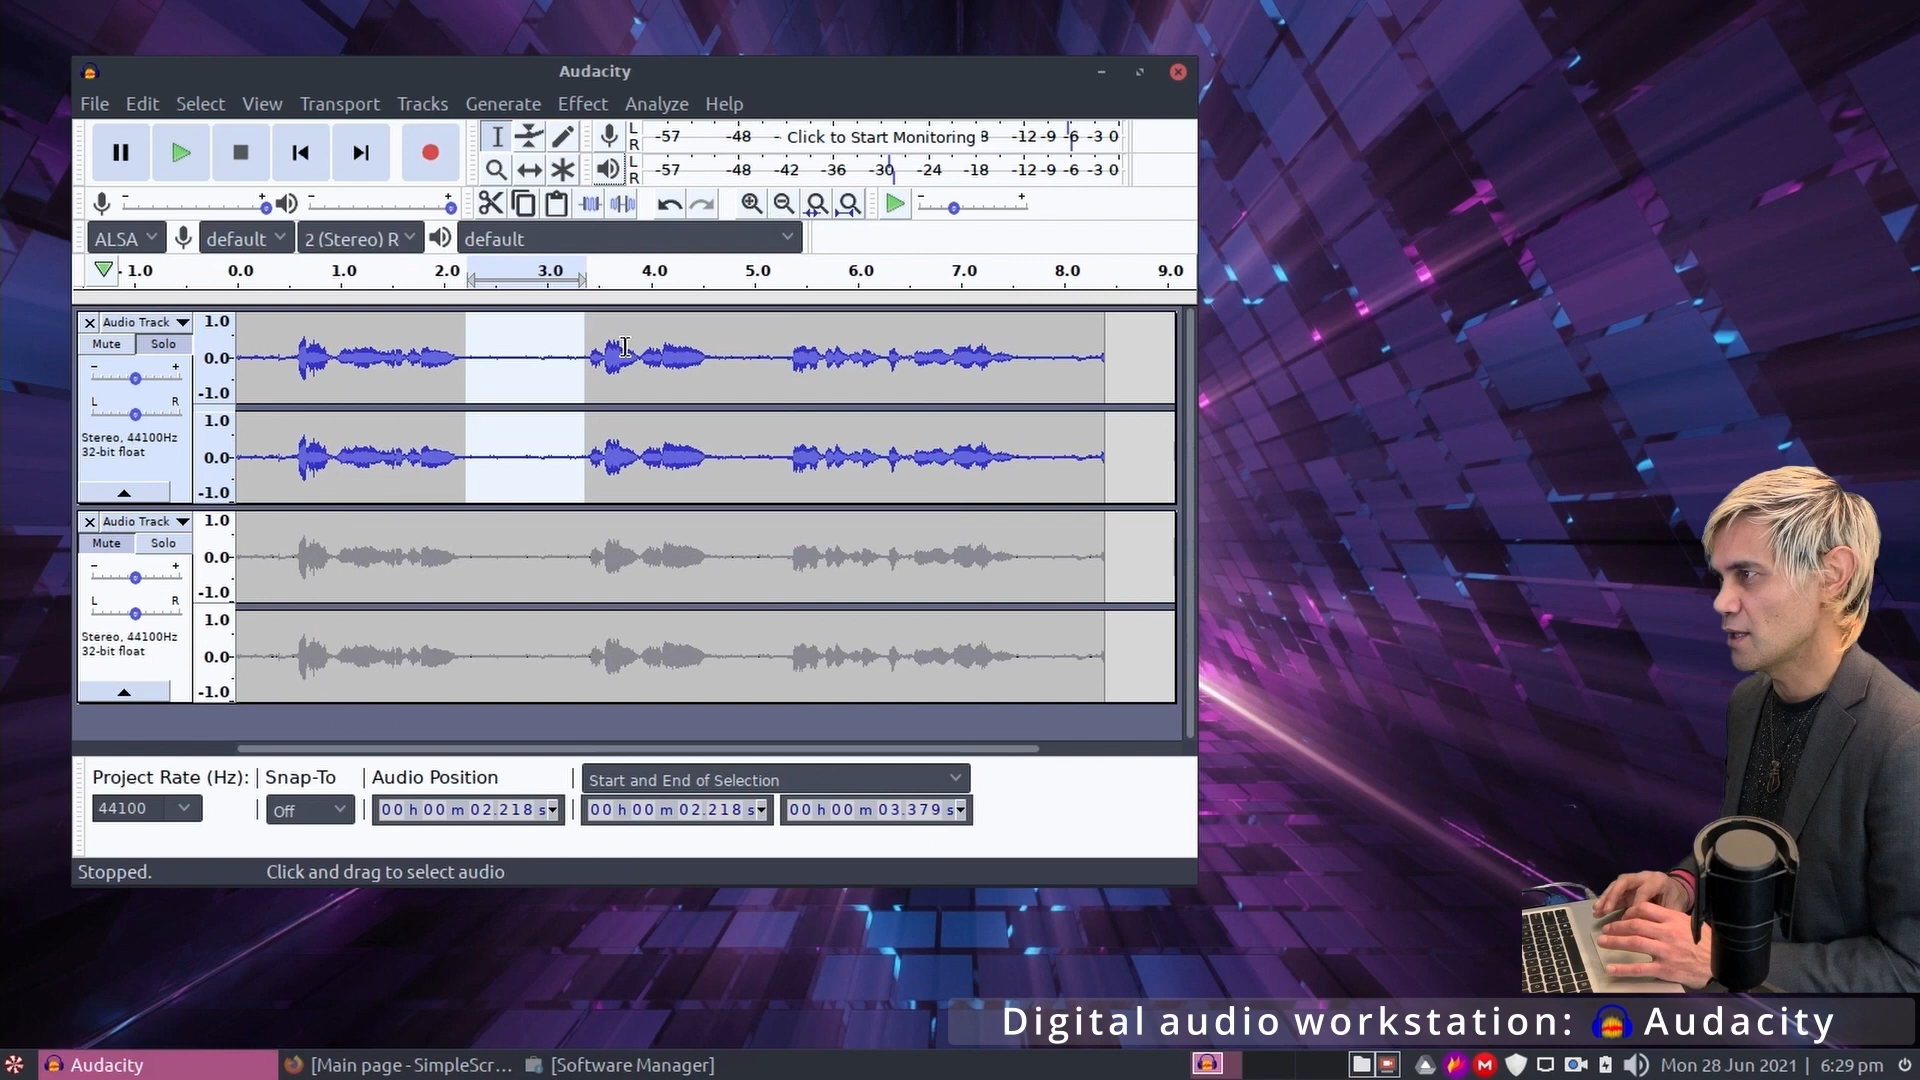 Audacity
File Edit Select View Transport Tracks Generate Effect Analyze Help
L R -57 -48 - Click to Start Monitoring 8 -12 -9 -6 -3 0
L R -57 -48 -42 -36 -30 -24 -18 -12 -9 -6 -3 0
- + - + - +
ALSA default 2 (Stereo) R default
- 1.0 0.0 1.0 2.0 3.0 4.0 5.0 6.0 7.0 8.0 9.0
Audio Track 1.0
Mute Solo 0.0
- + -1.0
L R 1.0
Stereo, 44100Hz
32-bit float 0.0
-1.0
Audio Track 1.0
Mute Solo 0.0
- + -1.0
L R 1.0
Stereo, 44100Hz
32-bit float 0.0
-1.0
Project Rate (Hz): Snap-To Audio Position Start and End of Selection
44100 Off 00 h 00 m 02.218 s 00 h 00 m 02.218 s 00 h 00 m 03.379 s
Stopped. Click and drag to select audio
Digital audio workstation: Audacity
Audacity [Main page - SimpleScr... [Software Manager] M Mon 28 Jun 2021 | 6:29 pm